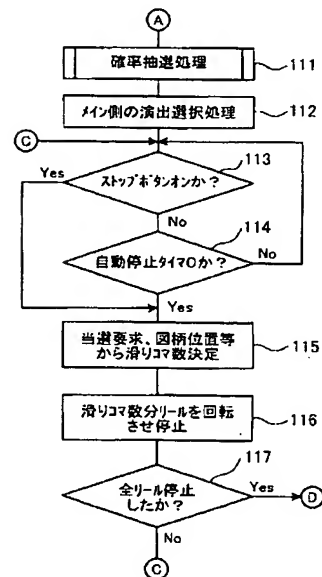 A
確率抽選処理
111
メイン側の演出選択処理
112
C
113
ストップボタンオンか?
Yes
No
114
自動停止タイマ0か?
No
Yes
当選要求、図柄位置等
から滑りコマ数決定
115
滑りコマ数分リールを回転
させ停止
116
117
全リール停止
したか?
Yes
D
No
C